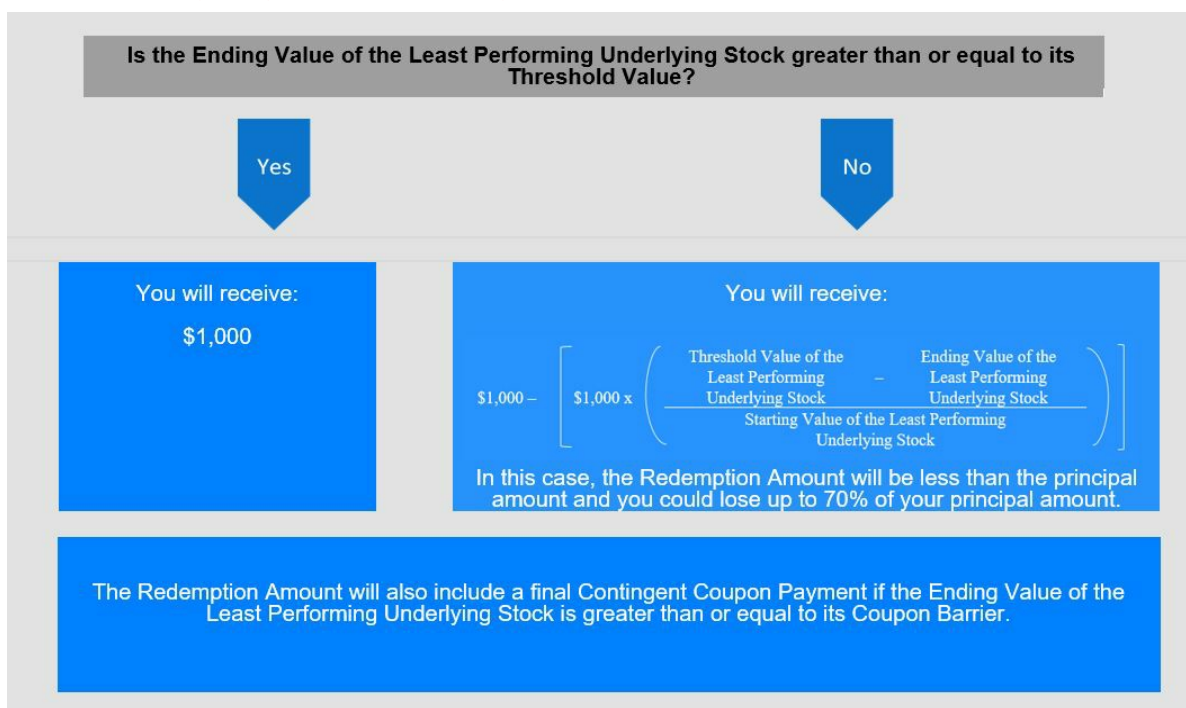 Is the Ending Value of the Least Performing Underlying Stock greater than or equal to its
Threshold Value?
Yes
No
You will receive:
$1,000
You will receive:
$1,000 –
$1,000 x
Threshold Value of the
Least Performing
Underlying Stock
–
Ending Value of the
Least Performing
Underlying Stock
Starting Value of the Least Performing
Underlying Stock
In this case, the Redemption Amount will be less than the principal
amount and you could lose up to 70% of your principal amount.
The Redemption Amount will also include a final Contingent Coupon Payment if the Ending Value of the
Least Performing Underlying Stock is greater than or equal to its Coupon Barrier.